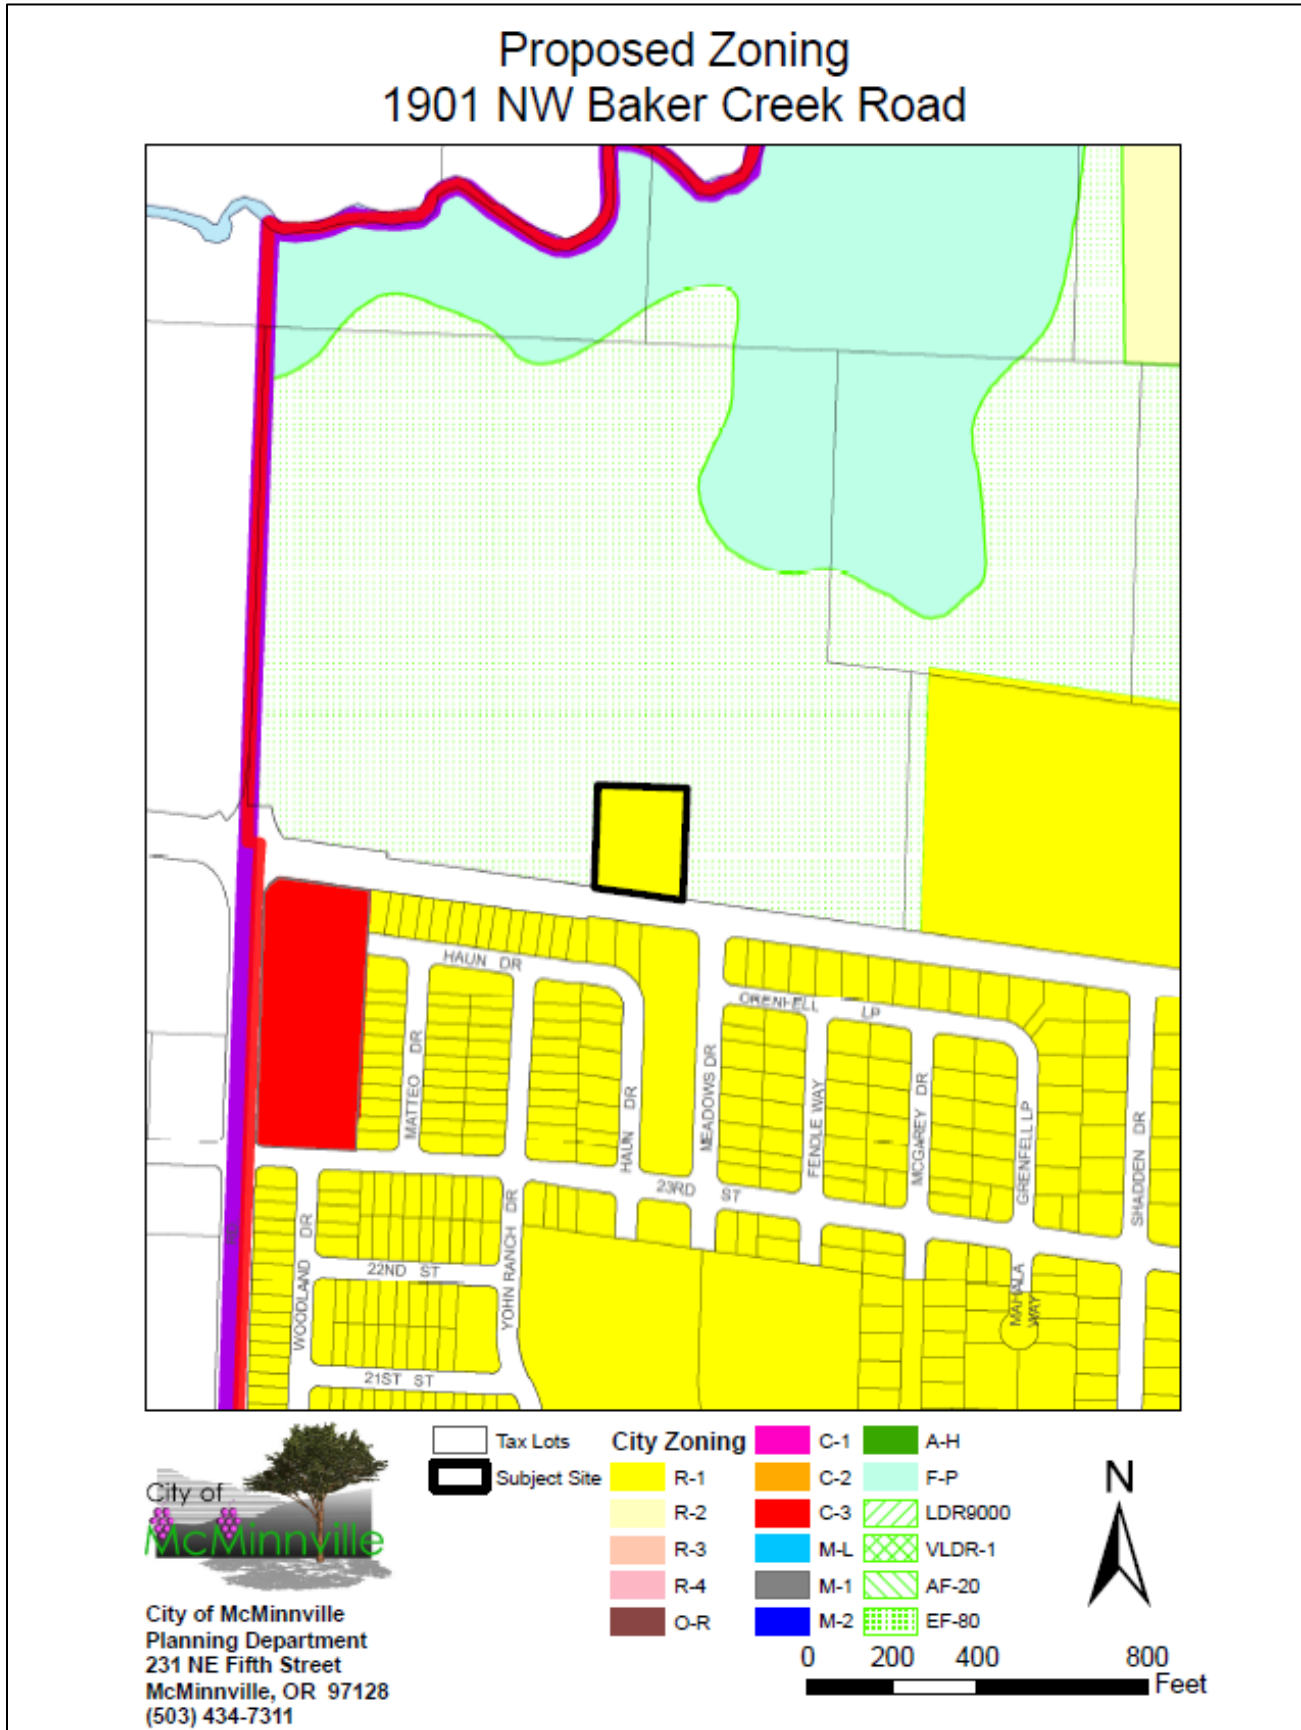 Proposed Zoning
1901 NW Baker Creek Road
HAUN DR
MATTEO DR
HAUN DR
MEADOWS DR
GRENFELL LP
FENDLE WAY
MCGAREY DR
GRENFELL LP
SHADDEN DR
23RD ST
WOODLAND DR
22ND ST
YOHN RANCH DR
MAHALA WAY
21ST ST
City of
McMinnville
City of McMinnville
Planning Department
231 NE Fifth Street
McMinnville, OR 97128
(503) 434-7311
Tax Lots
Subject Site
City Zoning
R-1
R-2
R-3
R-4
O-R
C-1
C-2
C-3
M-L
M-1
M-2
A-H
F-P
LDR9000
VLDR-1
AF-20
EF-80
N
0 200 400 800
Feet